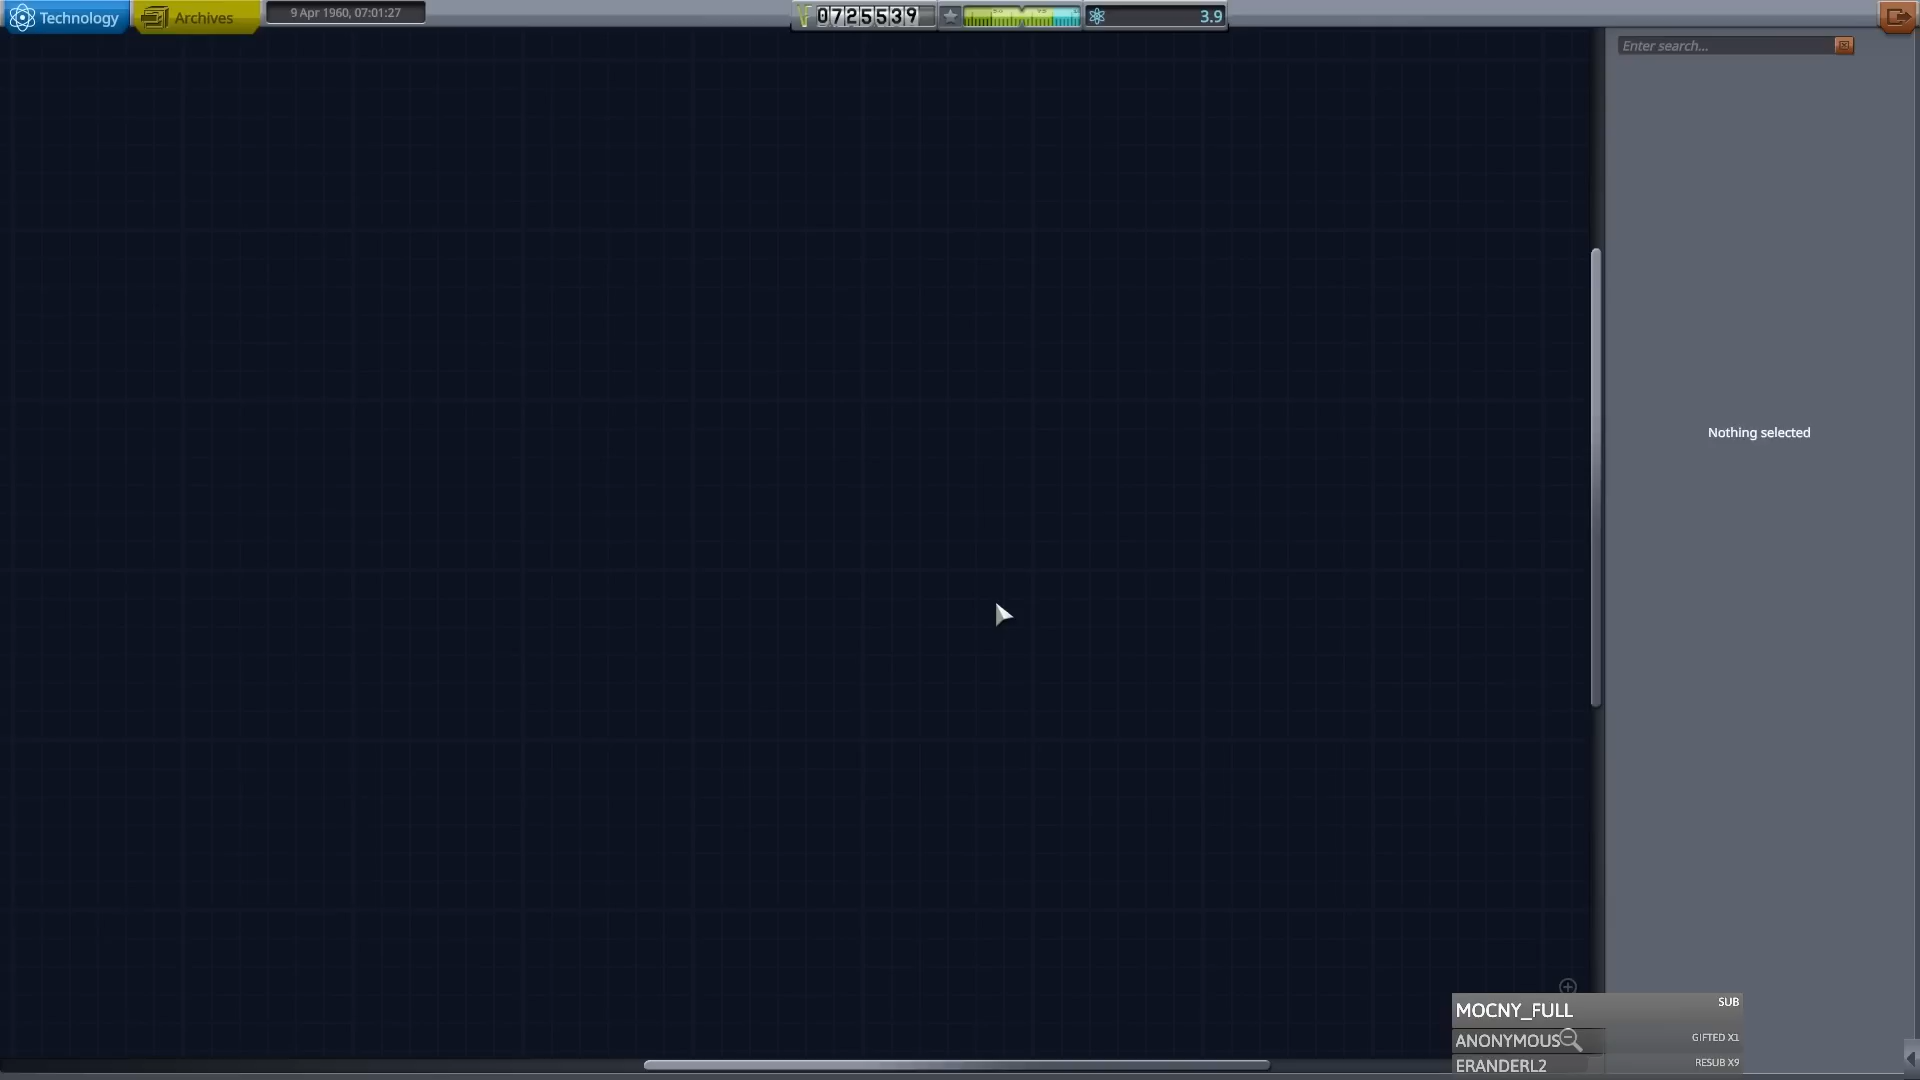 Technology
Archives
9 Apr 1960, 07:01:27
0725539
3.9
Enter search...
Nothing selected
MOCNY_FULL
SUB
ANONYMOUS
GIFTED X1
ERANDERL2
RESUB X9